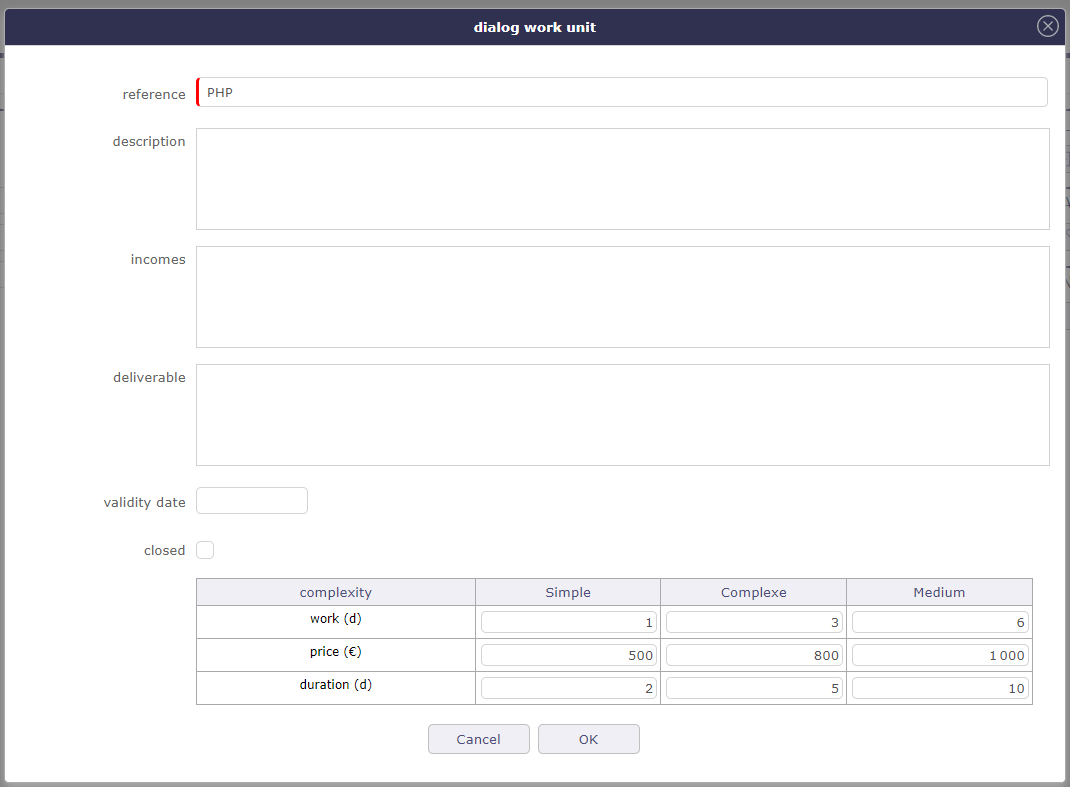 dialog work unit
reference PHP
description
incomes
deliverable
validity date
closed
complexity Simple Complexe Medium
work (d) 1 3 6
price (€) 500 800 1 000
duration (d) 2 5 10
Cancel OK